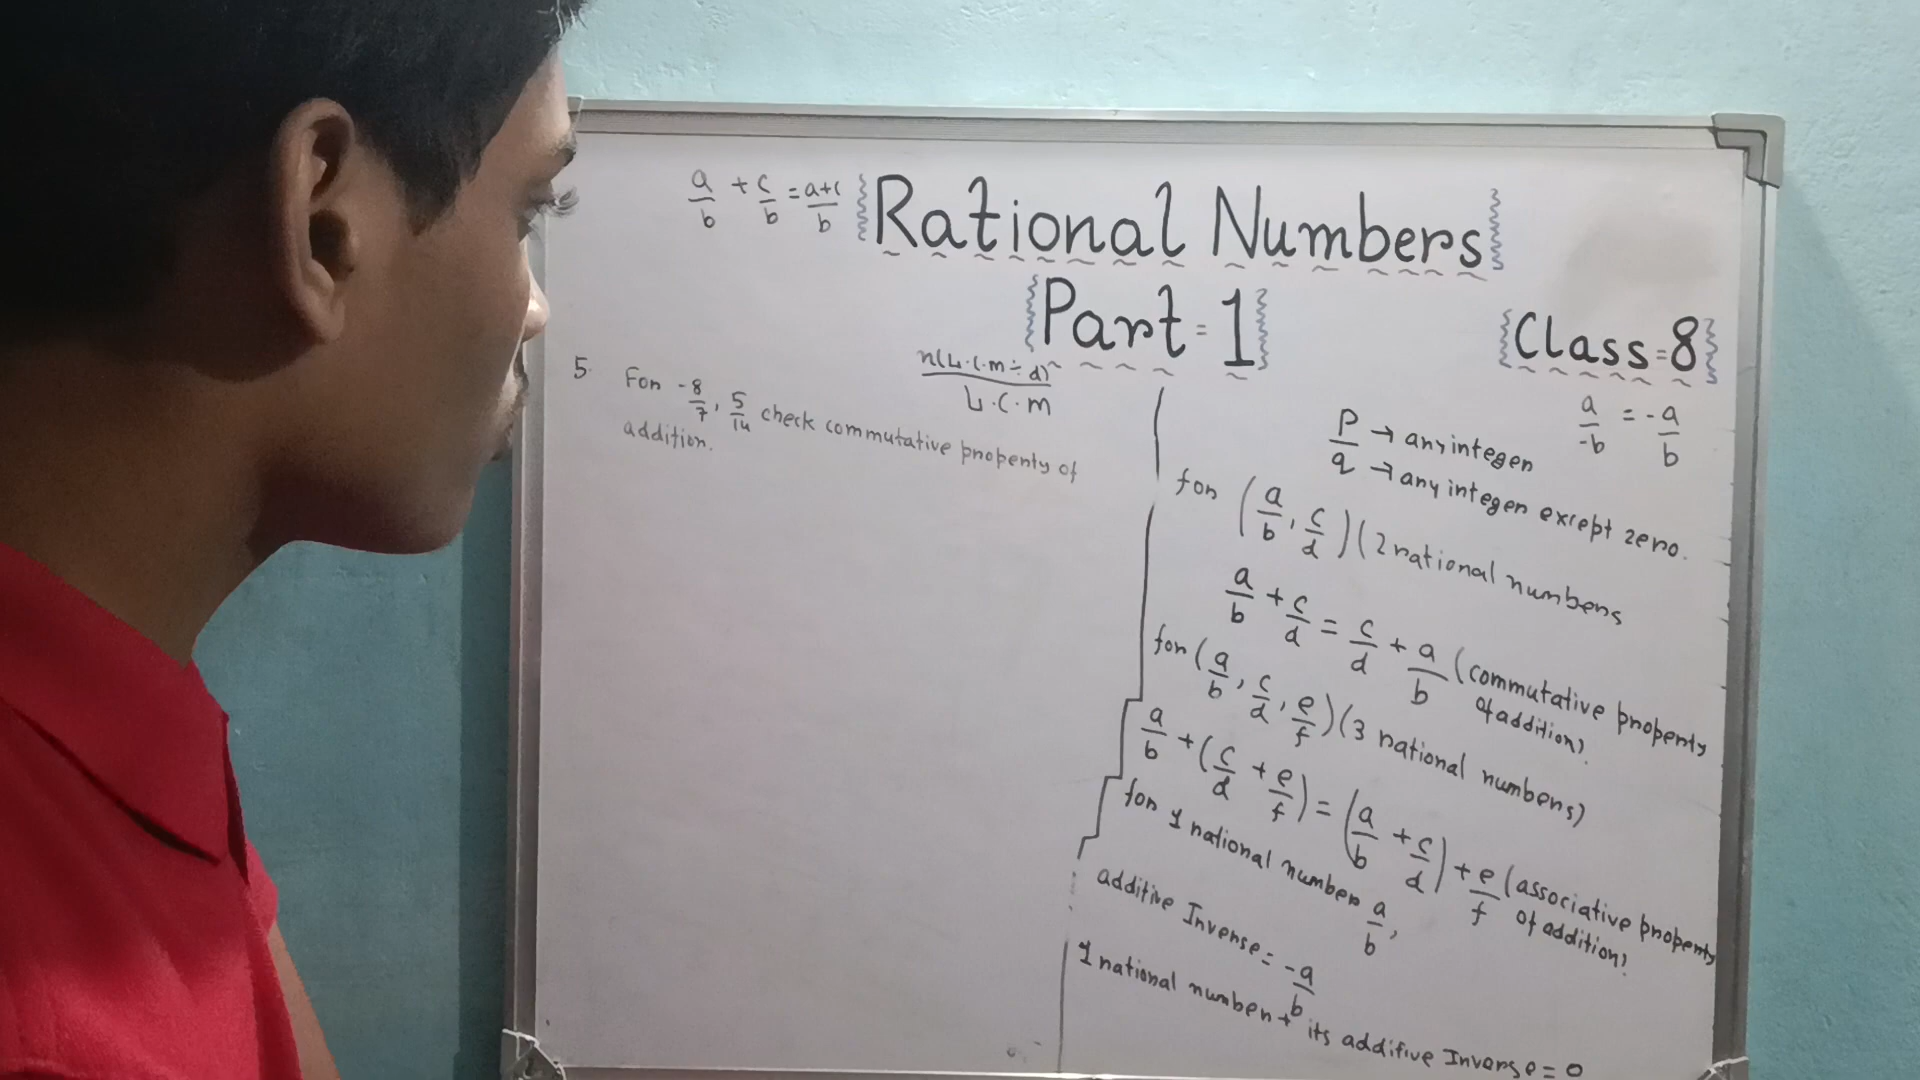 a/b + c/b = a+c/b
Rational Numbers
Part-1
Class-8
5. For -8/7, 5/14 check commutative property of
addition.
n(L.C.m÷d)/L.C.m
a/-b = -a/b
p → any integer
q → any integer except zero.
for (a/b, c/d) (2 rational numbers
a/b + c/d = c/d + a/b (commutative property
of addition)
for (a/b, c/d, e/f) (3 rational numbers)
a/b + (c/d + e/f) = (a/b + c/d) + e/f (associative property
of addition)
for 1 rational number a/b,
additive Inverse = -a/b
1 rational number + its additive Inverse = 0